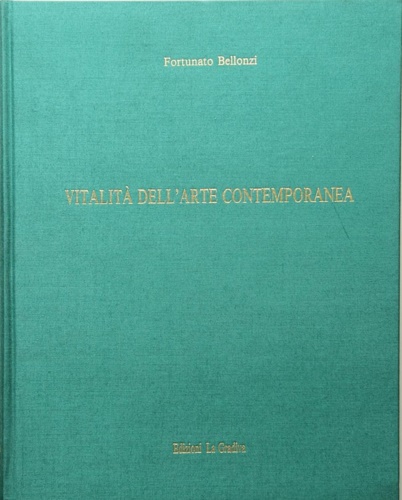 Fortunato Bellonzi
VITALITÀ DELL'ARTE CONTEMPORANEA
Edizioni La Gradiva